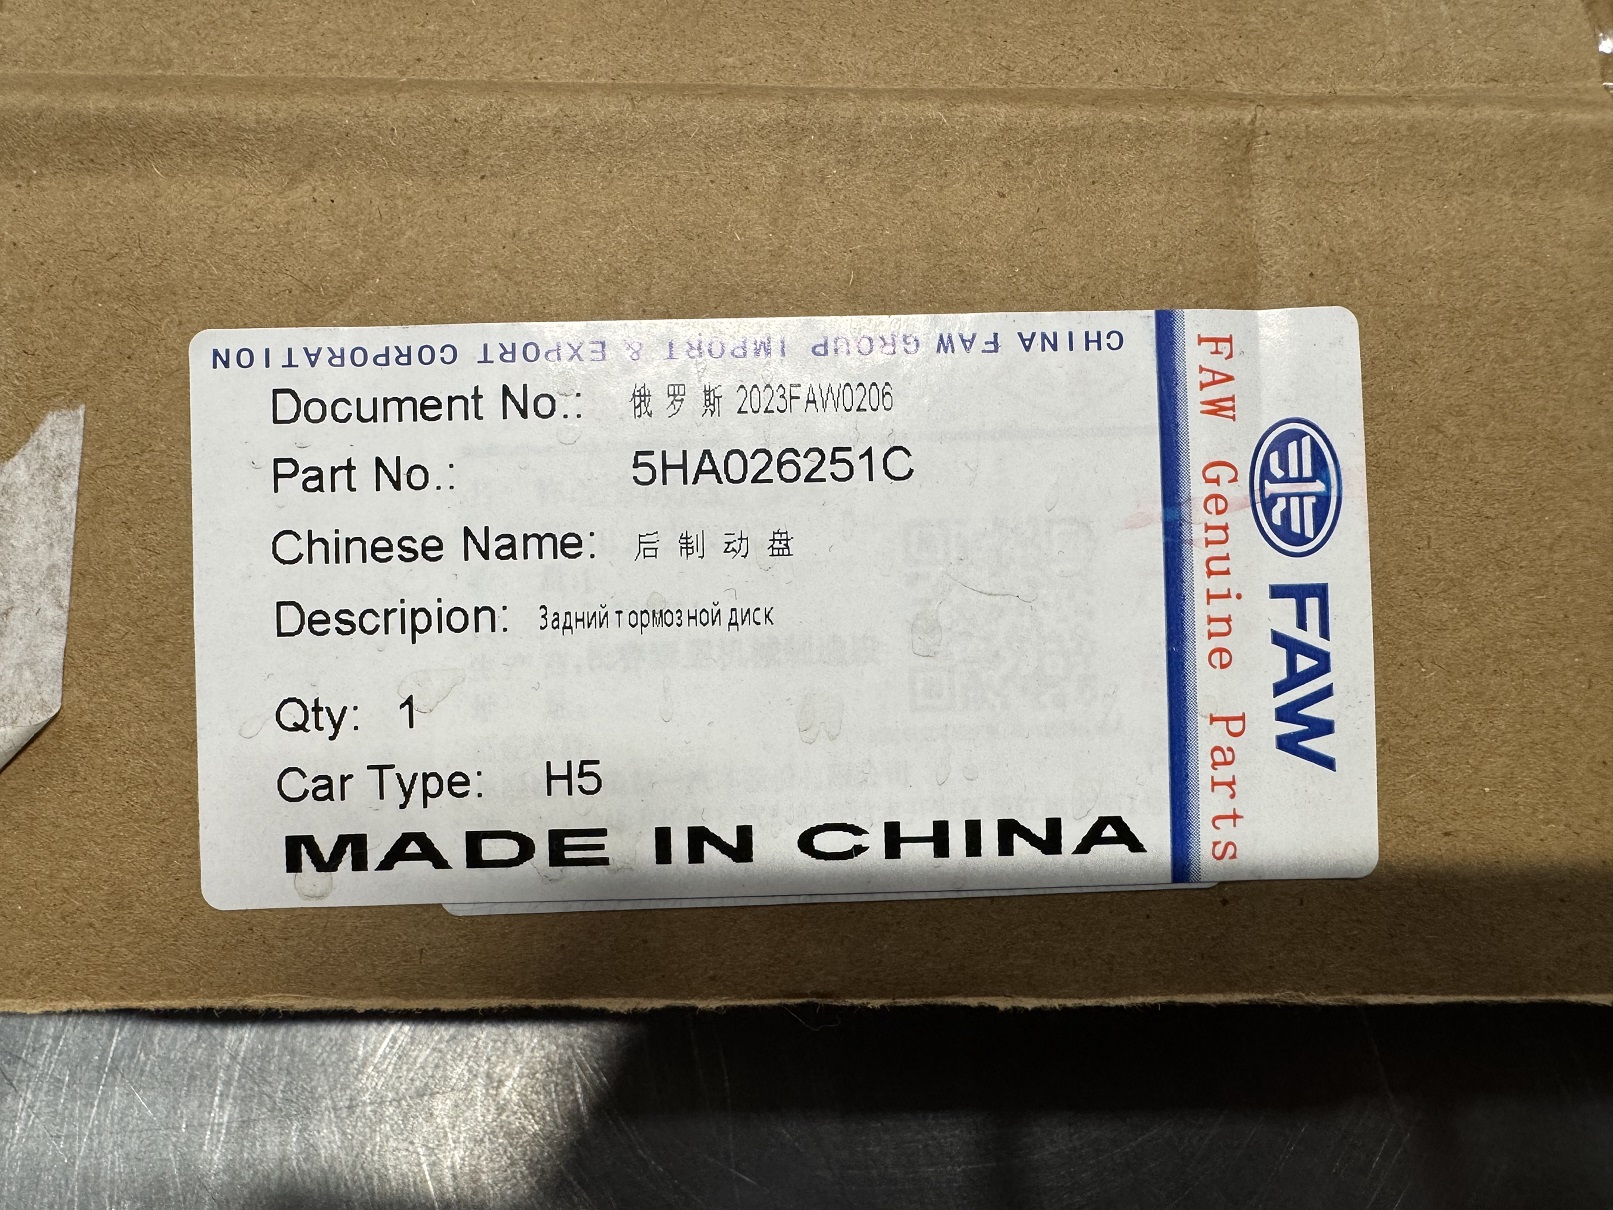 CHINA FAW GROUP IMPORT & EXPORT CORPORATION
Document No.: 俄罗斯 2023FAW0206
Part No.: 5HA026251C
Chinese Name: 后制动盘
Descripion: Задний тормозной диск
Qty: 1
Car Type: H5
MADE IN CHINA
FAW Genuine Parts
FAW